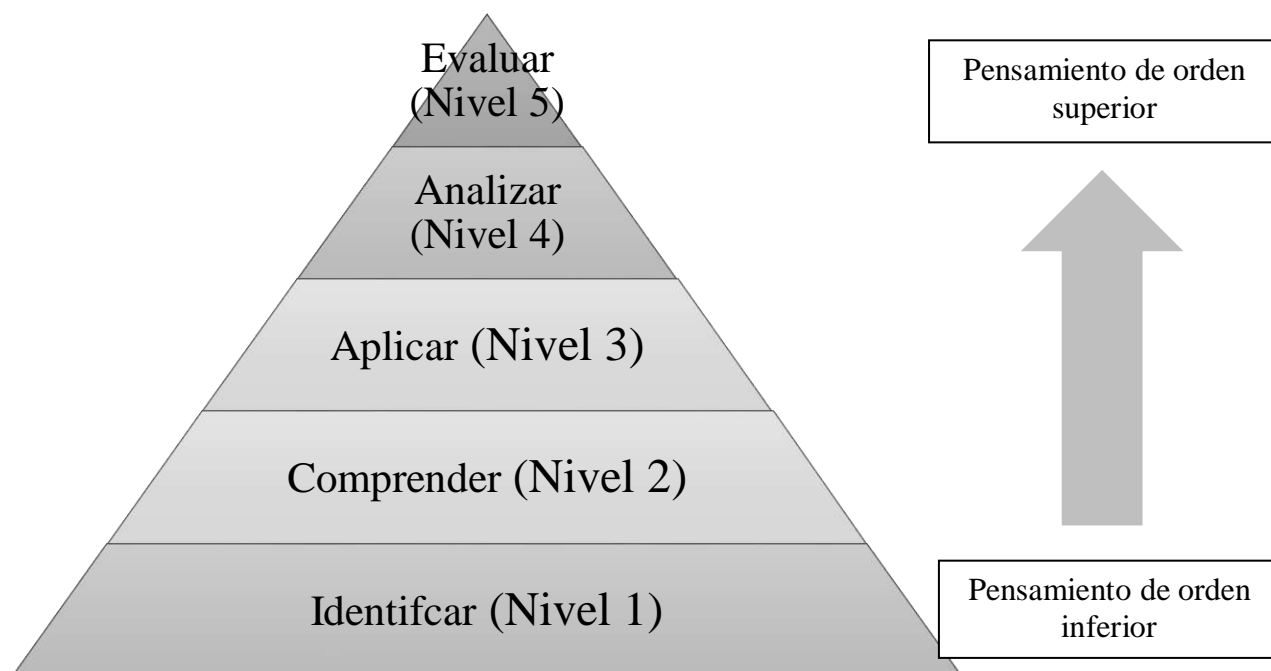 Evaluar
(Nivel 5)
Analizar
(Nivel 4)
Aplicar (Nivel 3)
Comprender (Nivel 2)
Identifcar (Nivel 1)
Pensamiento de orden
superior
Pensamiento de orden
inferior